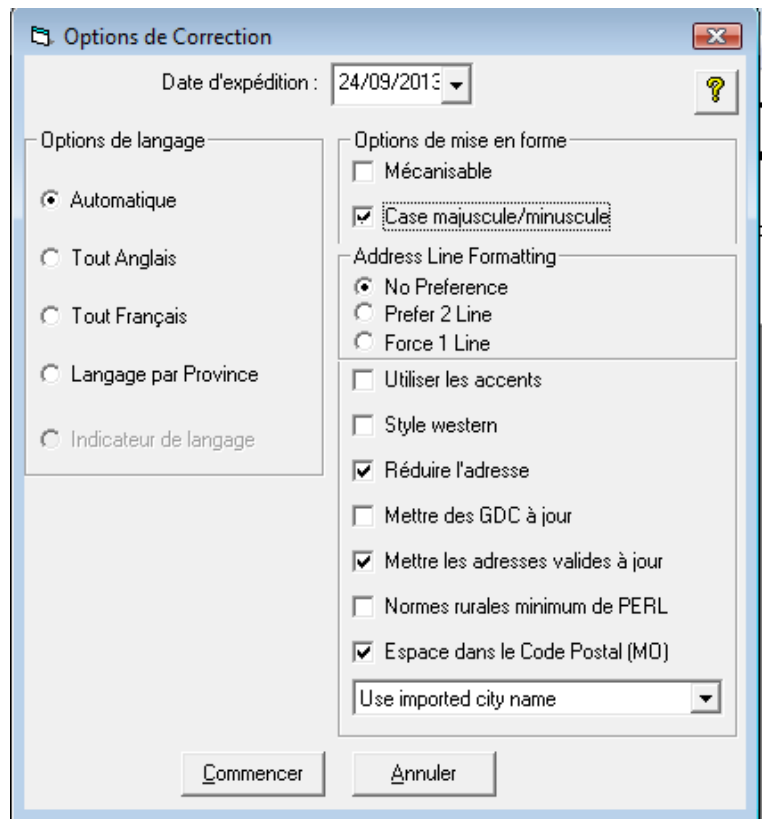 Options de Correction
Date d'expédition : 24/09/2013
?
Options de langage
Automatique
Tout Anglais
Tout Français
Langage par Province
Indicateur de langage
Options de mise en forme
Mécanisable
Case majuscule/minuscule
Address Line Formatting
No Preference
Prefer 2 Line
Force 1 Line
Utiliser les accents
Style western
Réduire l'adresse
Mettre des GDC à jour
Mettre les adresses valides à jour
Normes rurales minimum de PERL
Espace dans le Code Postal (MO)
Use imported city name
Commencer
Annuler